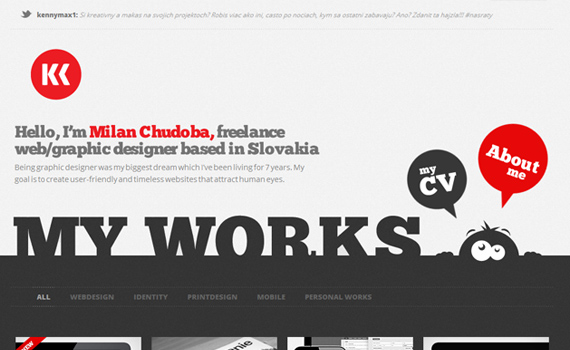 kennymax1: Si kreativny a makas na svojich projektoch? Robis viac ako ini, casto po nociach, kym sa ostatni zabavaju? Ano? Zdanit ta hajzla!!! #nasraty
KK
Hello, I'm Milan Chudoba, freelance
web/graphic designer based in Slovakia
Being graphic designer was my biggest dream which i've been living for 7 years. My
goal is to create user-friendly and timeless websites that attract human eyes.
my
CV
About
me
MY WORKS
ALL WEBDESIGN IDENTITY PRINTDESIGN MOBILE PERSONAL WORKS